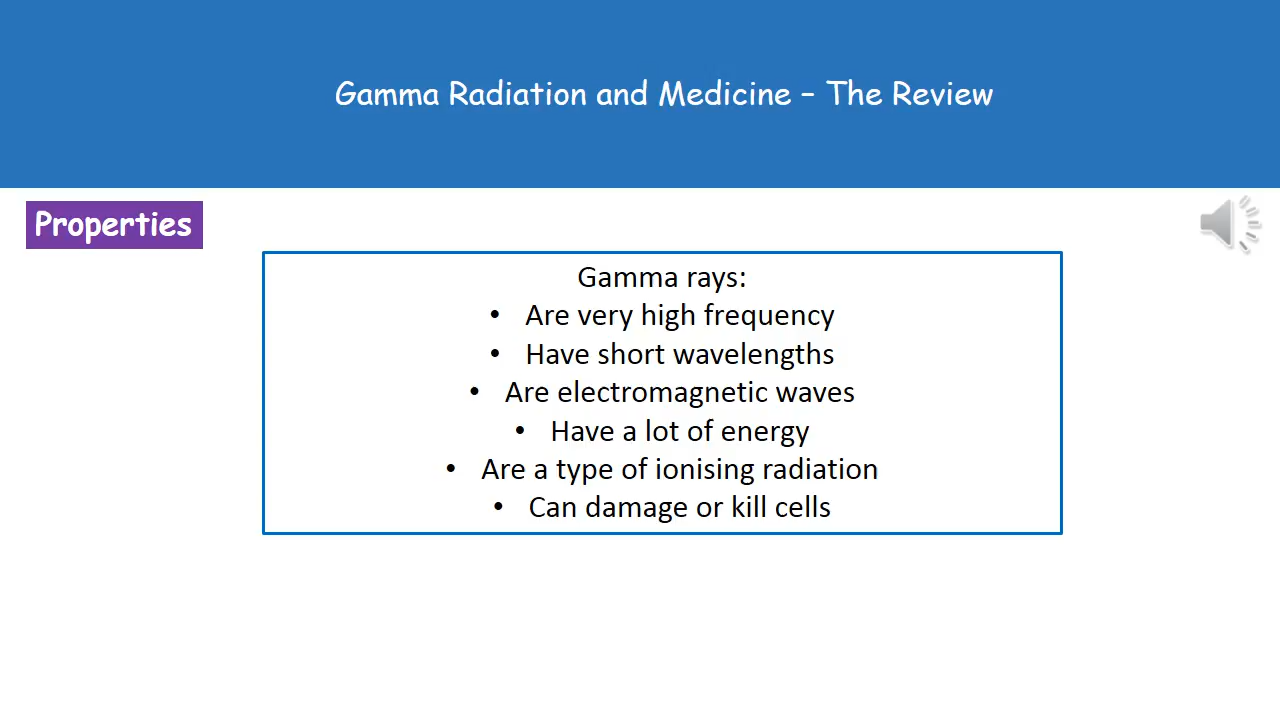 Gamma Radiation and Medicine – The Review
Properties
Gamma rays:
• Are very high frequency
• Have short wavelengths
• Are electromagnetic waves
• Have a lot of energy
• Are a type of ionising radiation
• Can damage or kill cells